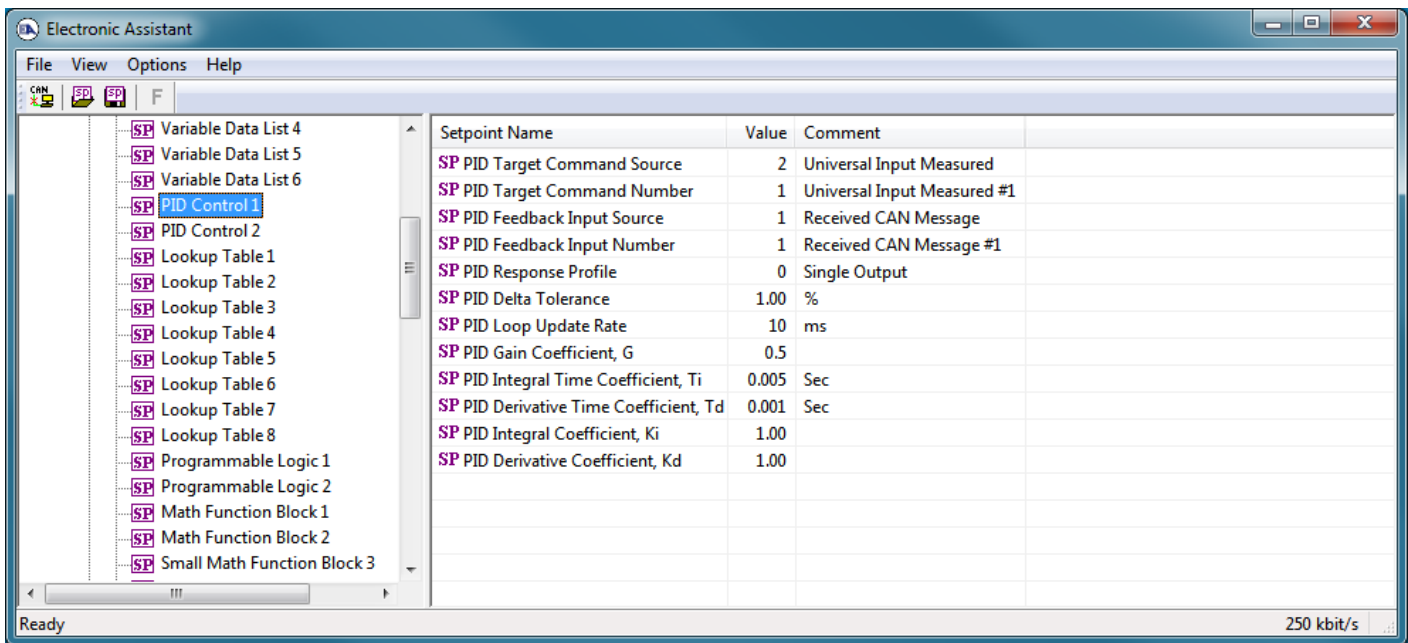 Electronic Assistant
File View Options Help
CAN SP SP F
SP Variable Data List 4
SP Variable Data List 5
SP Variable Data List 6
SP PID Control 1
SP PID Control 2
SP Lookup Table 1
SP Lookup Table 2
SP Lookup Table 3
SP Lookup Table 4
SP Lookup Table 5
SP Lookup Table 6
SP Lookup Table 7
SP Lookup Table 8
SP Programmable Logic 1
SP Programmable Logic 2
SP Math Function Block 1
SP Math Function Block 2
SP Small Math Function Block 3
Setpoint Name Value Comment
SP PID Target Command Source 2 Universal Input Measured
SP PID Target Command Number 1 Universal Input Measured #1
SP PID Feedback Input Source 1 Received CAN Message
SP PID Feedback Input Number 1 Received CAN Message #1
SP PID Response Profile 0 Single Output
SP PID Delta Tolerance 1.00 %
SP PID Loop Update Rate 10 ms
SP PID Gain Coefficient, G 0.5
SP PID Integral Time Coefficient, Ti 0.005 Sec
SP PID Derivative Time Coefficient, Td 0.001 Sec
SP PID Integral Coefficient, Ki 1.00
SP PID Derivative Coefficient, Kd 1.00
Ready 250 kbit/s